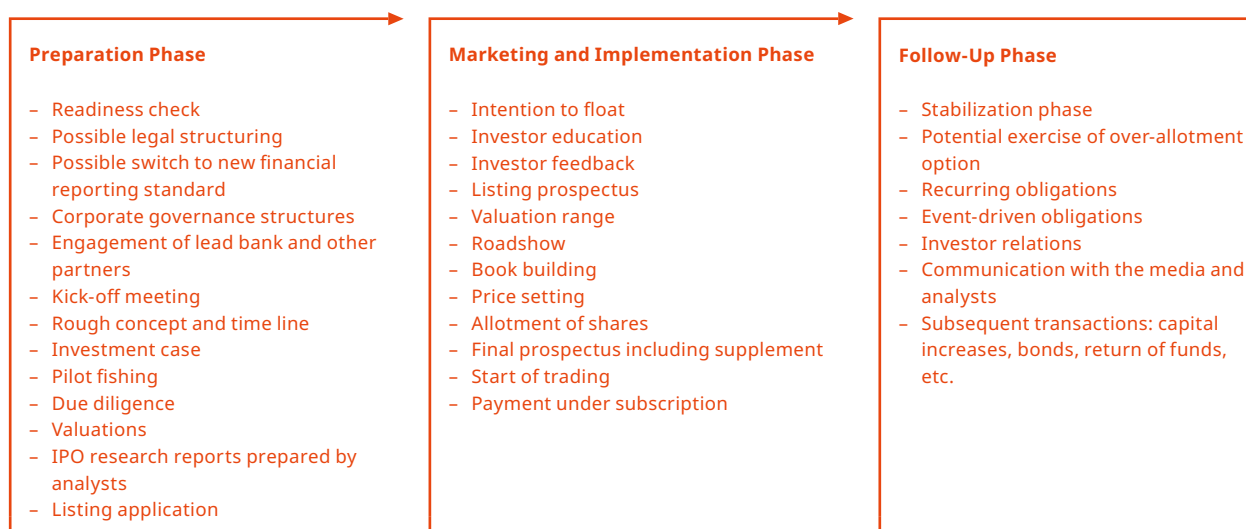 Preparation Phase
– Readiness check
– Possible legal structuring
– Possible switch to new financial
reporting standard
– Corporate governance structures
– Engagement of lead bank and other
partners
– Kick-off meeting
– Rough concept and time line
– Investment case
– Pilot fishing
– Due diligence
– Valuations
– IPO research reports prepared by
analysts
– Listing application
Marketing and Implementation Phase
– Intention to float
– Investor education
– Investor feedback
– Listing prospectus
– Valuation range
– Roadshow
– Book building
– Price setting
– Allotment of shares
– Final prospectus including supplement
– Start of trading
– Payment under subscription
Follow-Up Phase
– Stabilization phase
– Potential exercise of over-allotment
option
– Recurring obligations
– Event-driven obligations
– Investor relations
– Communication with the media and
analysts
– Subsequent transactions: capital
increases, bonds, return of funds,
etc.